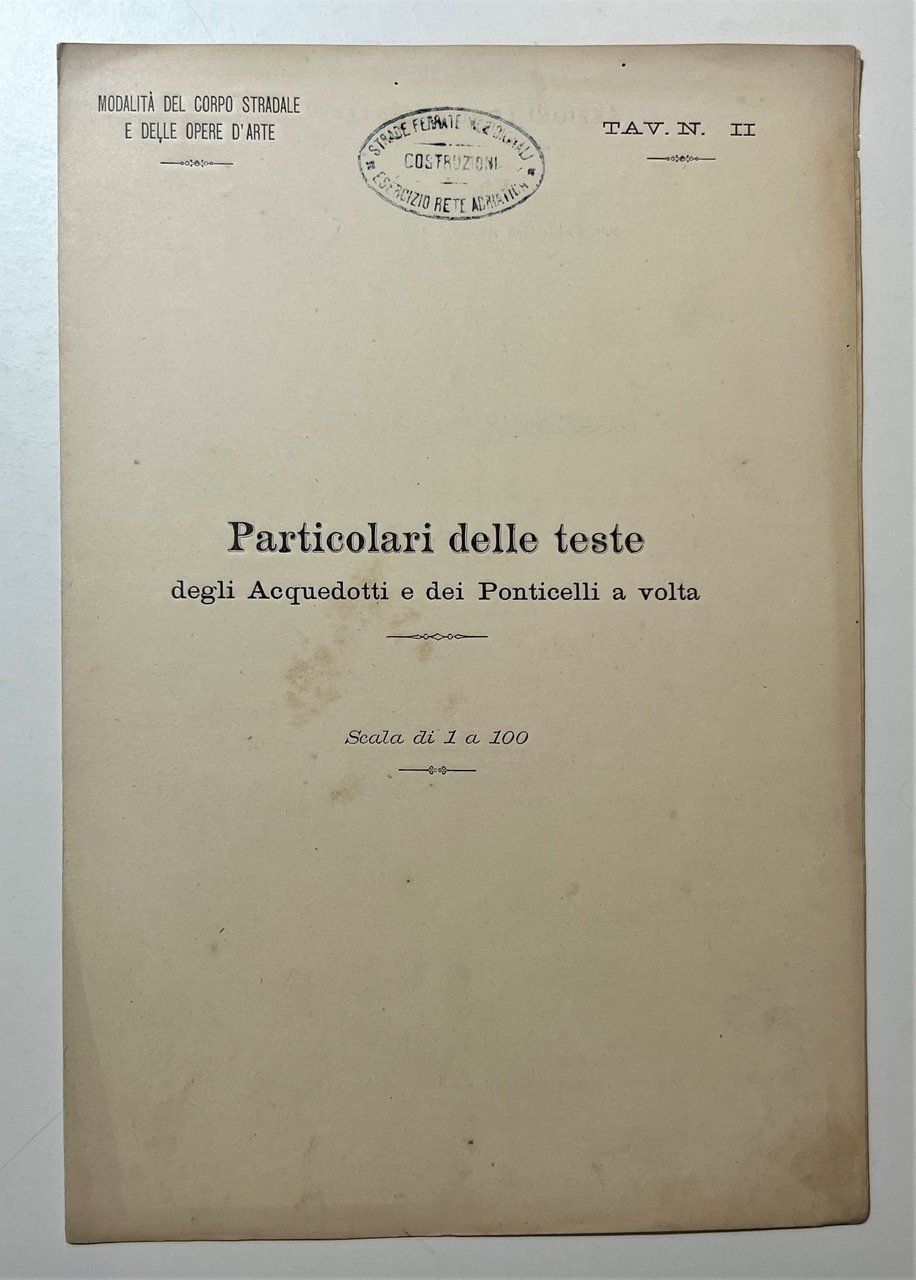 MODALITÀ DEL CORPO STRADALE
E DELLE OPERE D'ARTE
STRADE FERRATE MERIDIONALI
COSTRUZIONI
ESERCIZIO RETE ADRIATICA
TAV. N. II
Particolari delle teste
degli Acquedotti e dei Ponticelli a volta
Scala di 1 a 100